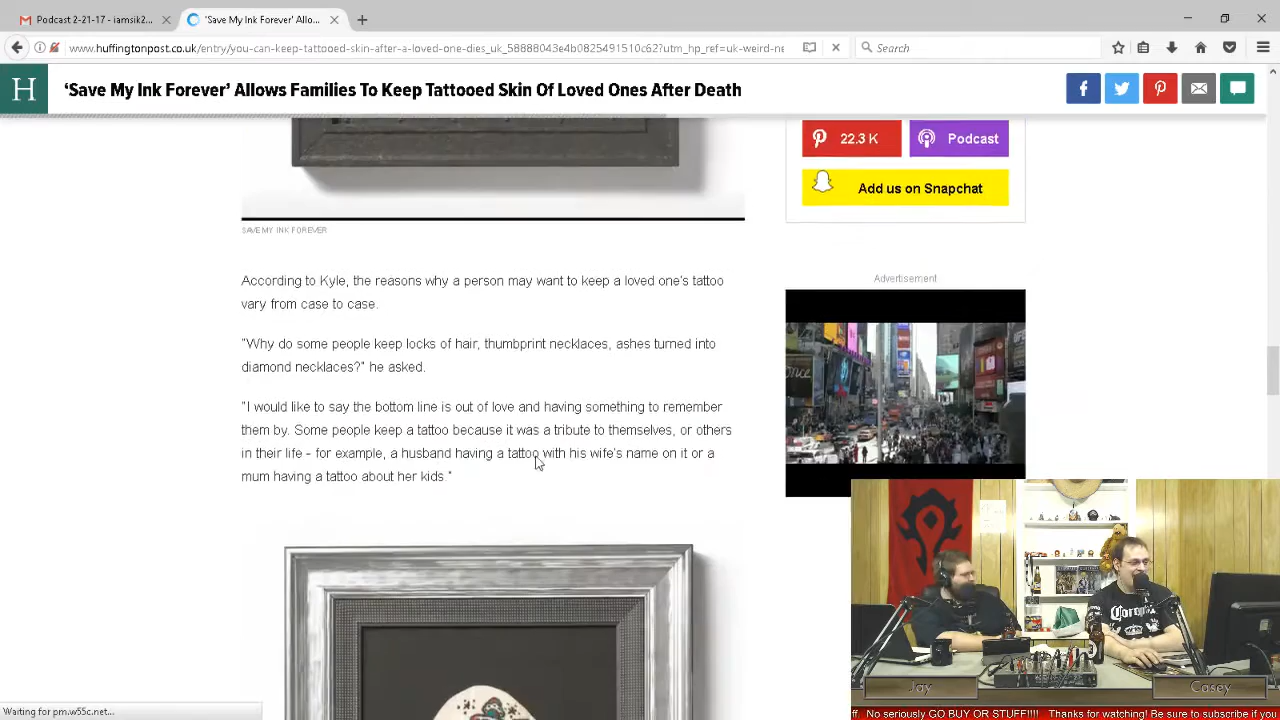 Podcast 2-21-17 - iamsik2...
'Save My Ink Forever' Allo...
www.huffingtonpost.co.uk/entry/you-can-keep-tattooed-skin-after-a-loved-one-dies_uk_58888043e4b0825491510c62?utm_hp_ref=uk-weird-ne
Search
H
'Save My Ink Forever' Allows Families To Keep Tattooed Skin Of Loved Ones After Death
22.3 K
Podcast
Add us on Snapchat
SAVE MY INK FOREVER
Advertisement
According to Kyle, the reasons why a person may want to keep a loved one's tattoo
vary from case to case.
"Why do some people keep locks of hair, thumbprint necklaces, ashes turned into
diamond necklaces?" he asked.
"I would like to say the bottom line is out of love and having something to remember
them by. Some people keep a tattoo because it was a tribute to themselves, or others
in their life - for example, a husband having a tattoo with his wife's name on it or a
mum having a tattoo about her kids."
Corona
Jay
Casey
Waiting for pm.w55c.net...
ff. No seriously GO BUY OR STUFF!!!! Thanks for watching! Be sure to subscribe if you